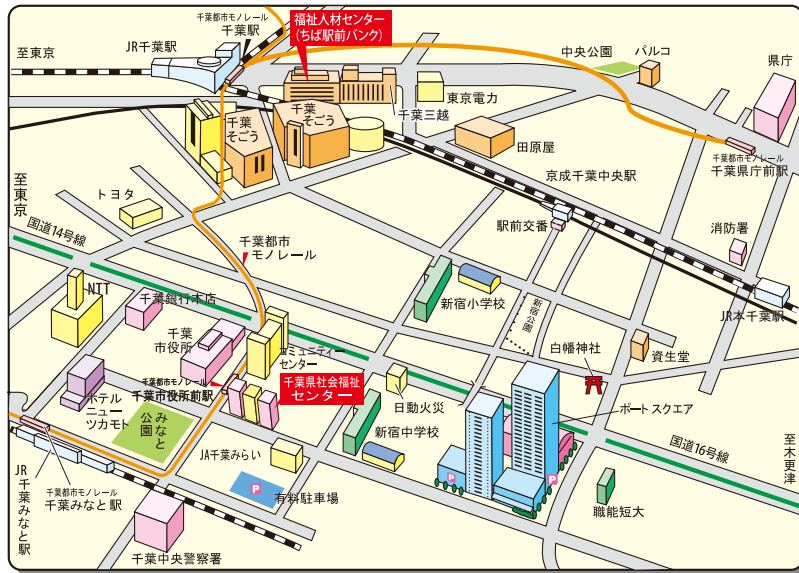 千葉都市モノレール
千葉駅
福祉人材センター
(ちば駅前バンク)
JR千葉駅
至東京
中央公園
パルコ
県庁
東京電力
千葉三越
千葉
そごう
千葉
そごう
田原屋
千葉都市モノレール
千葉県庁前駅
京成千葉中央駅
至東京
トヨタ
駅前交番
消防署
国道14号線
千葉都市
モノレール
NTT
千葉銀行本店
新宿小学校
新宿公園
JR本千葉駅
千葉
市役所
コミュニティー
センター
白幡神社
資生堂
千葉都市モノレール
千葉市役所前駅
千葉県社会福祉
センター
日動火災
ポートスクエア
ホテル
ニュー
ツカモト
みなと
公園
新宿中学校
国道16号線
至木更津
JA千葉みらい
P
有料駐車場
P
P
職能短大
JR千葉みなと駅
千葉都市モノレール
千葉みなと駅
千葉中央警察署